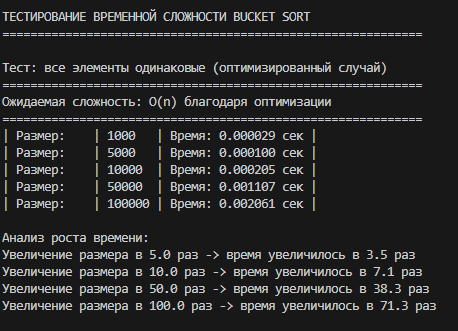 ТЕСТИРОВАНИЕ ВРЕМЕННОЙ СЛОЖНОСТИ BUCKET SORT
============================================================
Тест: все элементы одинаковые (оптимизированный случай)
============================================================
Ожидаемая сложность: O(n) благодаря оптимизации
============================================================
| Размер: | 1000 | Время: 0.000029 сек |
| Размер: | 5000 | Время: 0.000100 сек |
| Размер: | 10000 | Время: 0.000205 сек |
| Размер: | 50000 | Время: 0.001107 сек |
| Размер: | 100000 | Время: 0.002061 сек |
Анализ роста времени:
Увеличение размера в 5.0 раз -> время увеличилось в 3.5 раз
Увеличение размера в 10.0 раз -> время увеличилось в 7.1 раз
Увеличение размера в 50.0 раз -> время увеличилось в 38.3 раз
Увеличение размера в 100.0 раз -> время увеличилось в 71.3 раз